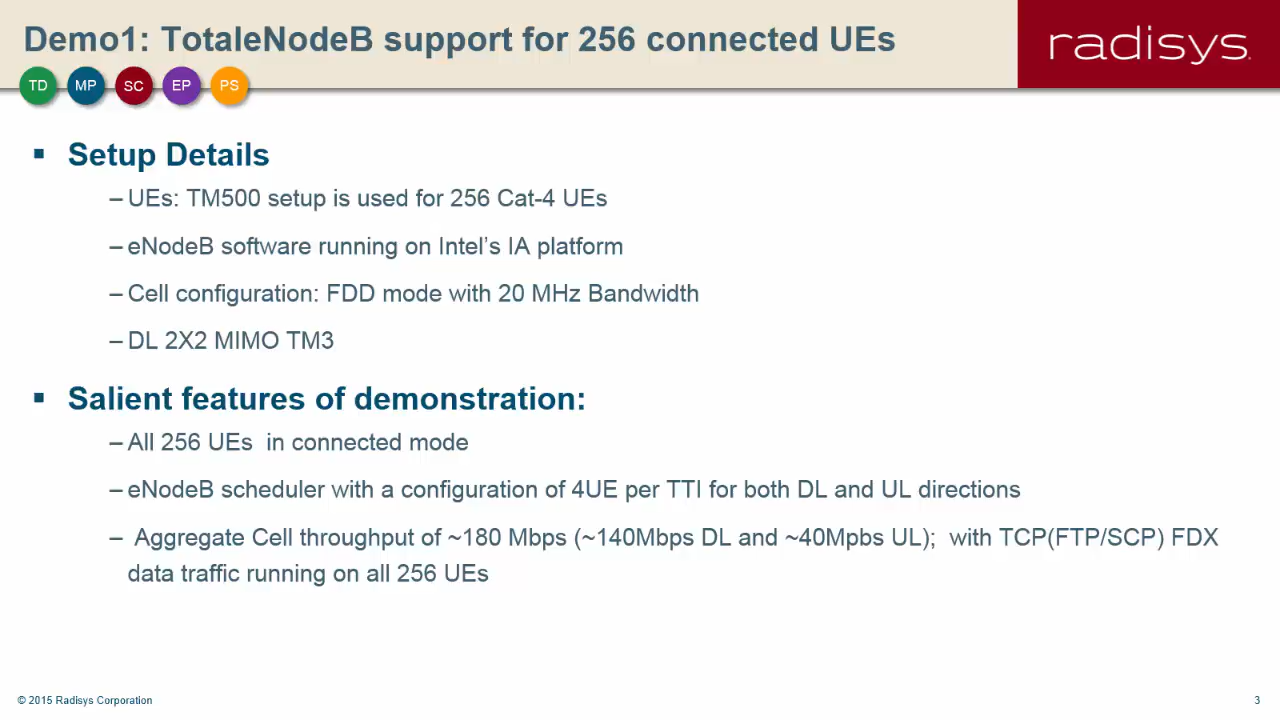 Demo1: TotaleNodeB support for 256 connected UEs
radisys.
TD MP SC EP PS
▪ Setup Details
– UEs: TM500 setup is used for 256 Cat-4 UEs
– eNodeB software running on Intel’s IA platform
– Cell configuration: FDD mode with 20 MHz Bandwidth
– DL 2X2 MIMO TM3
▪ Salient features of demonstration:
– All 256 UEs in connected mode
– eNodeB scheduler with a configuration of 4UE per TTI for both DL and UL directions
– Aggregate Cell throughput of ~180 Mbps (~140Mbps DL and ~40Mpbs UL); with TCP(FTP/SCP) FDX
data traffic running on all 256 UEs
© 2015 Radisys Corporation
3